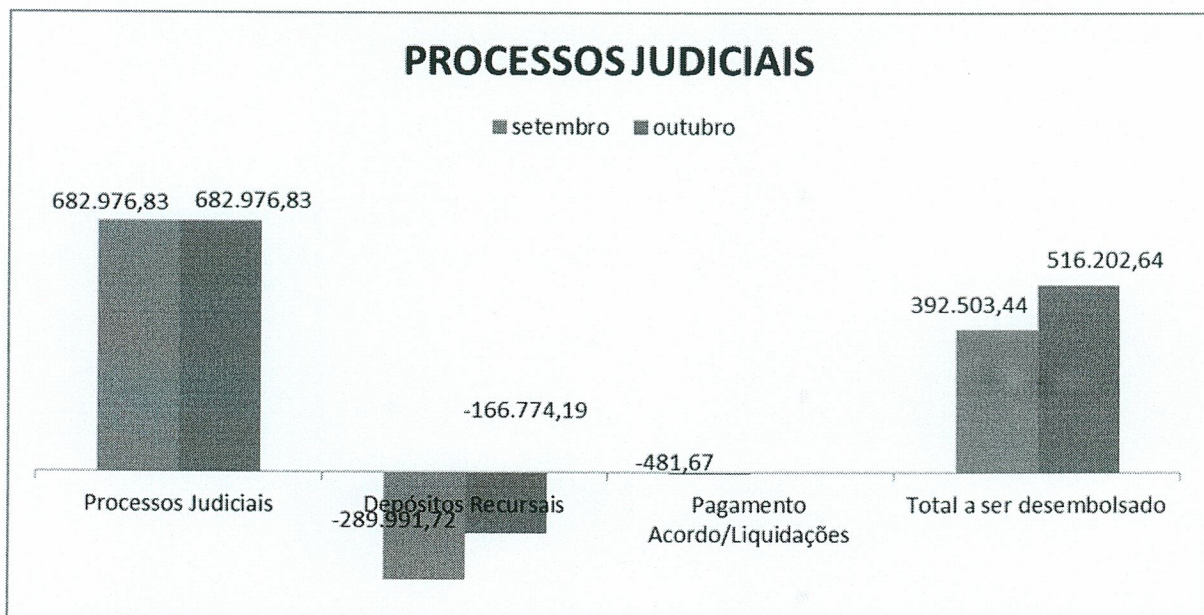 PROCESSOS JUDICIAIS
setembro outubro
682.976,83 682.976,83
516.202,64
392.503,44
-166.774,19
-481,67
-289.991,72
Processos Judiciais Depósitos Recursais Pagamento Acordo/Liquidações Total a ser desembolsado